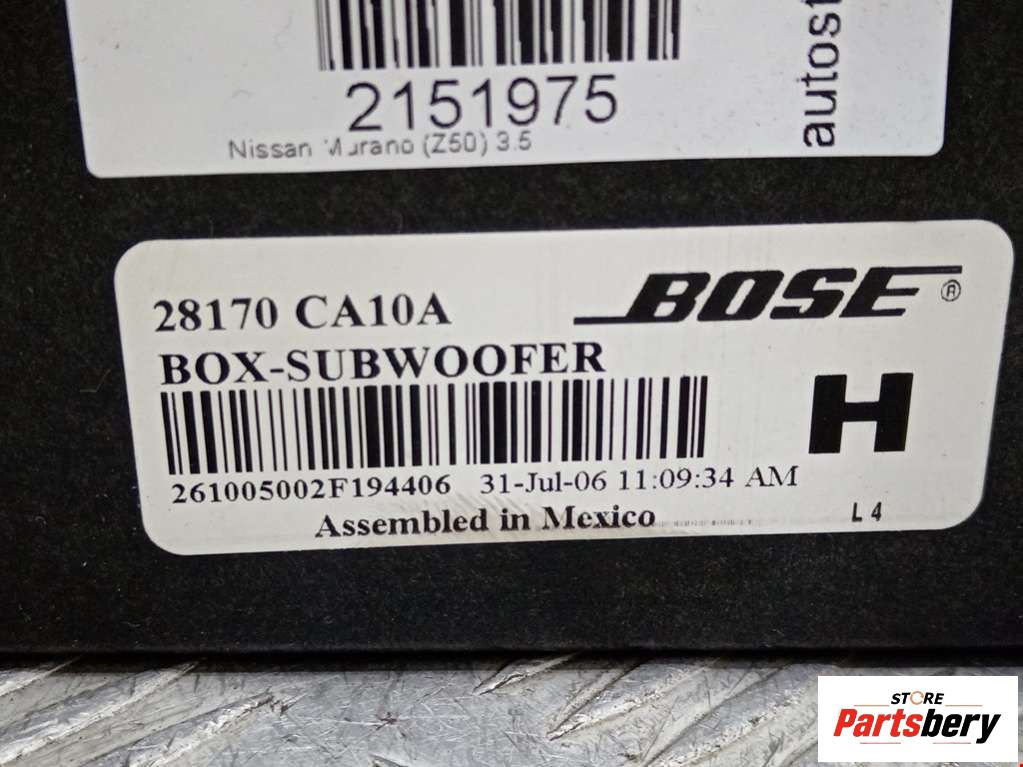 2151975
autost
Nissan Murano (Z50) 3.5
28170 CA10A
BOSE ®
BOX-SUBWOOFER
H
261005002F194406 31-Jul-06 11:09:34 AM
Assembled in Mexico
L 4
STORE
Partsbery